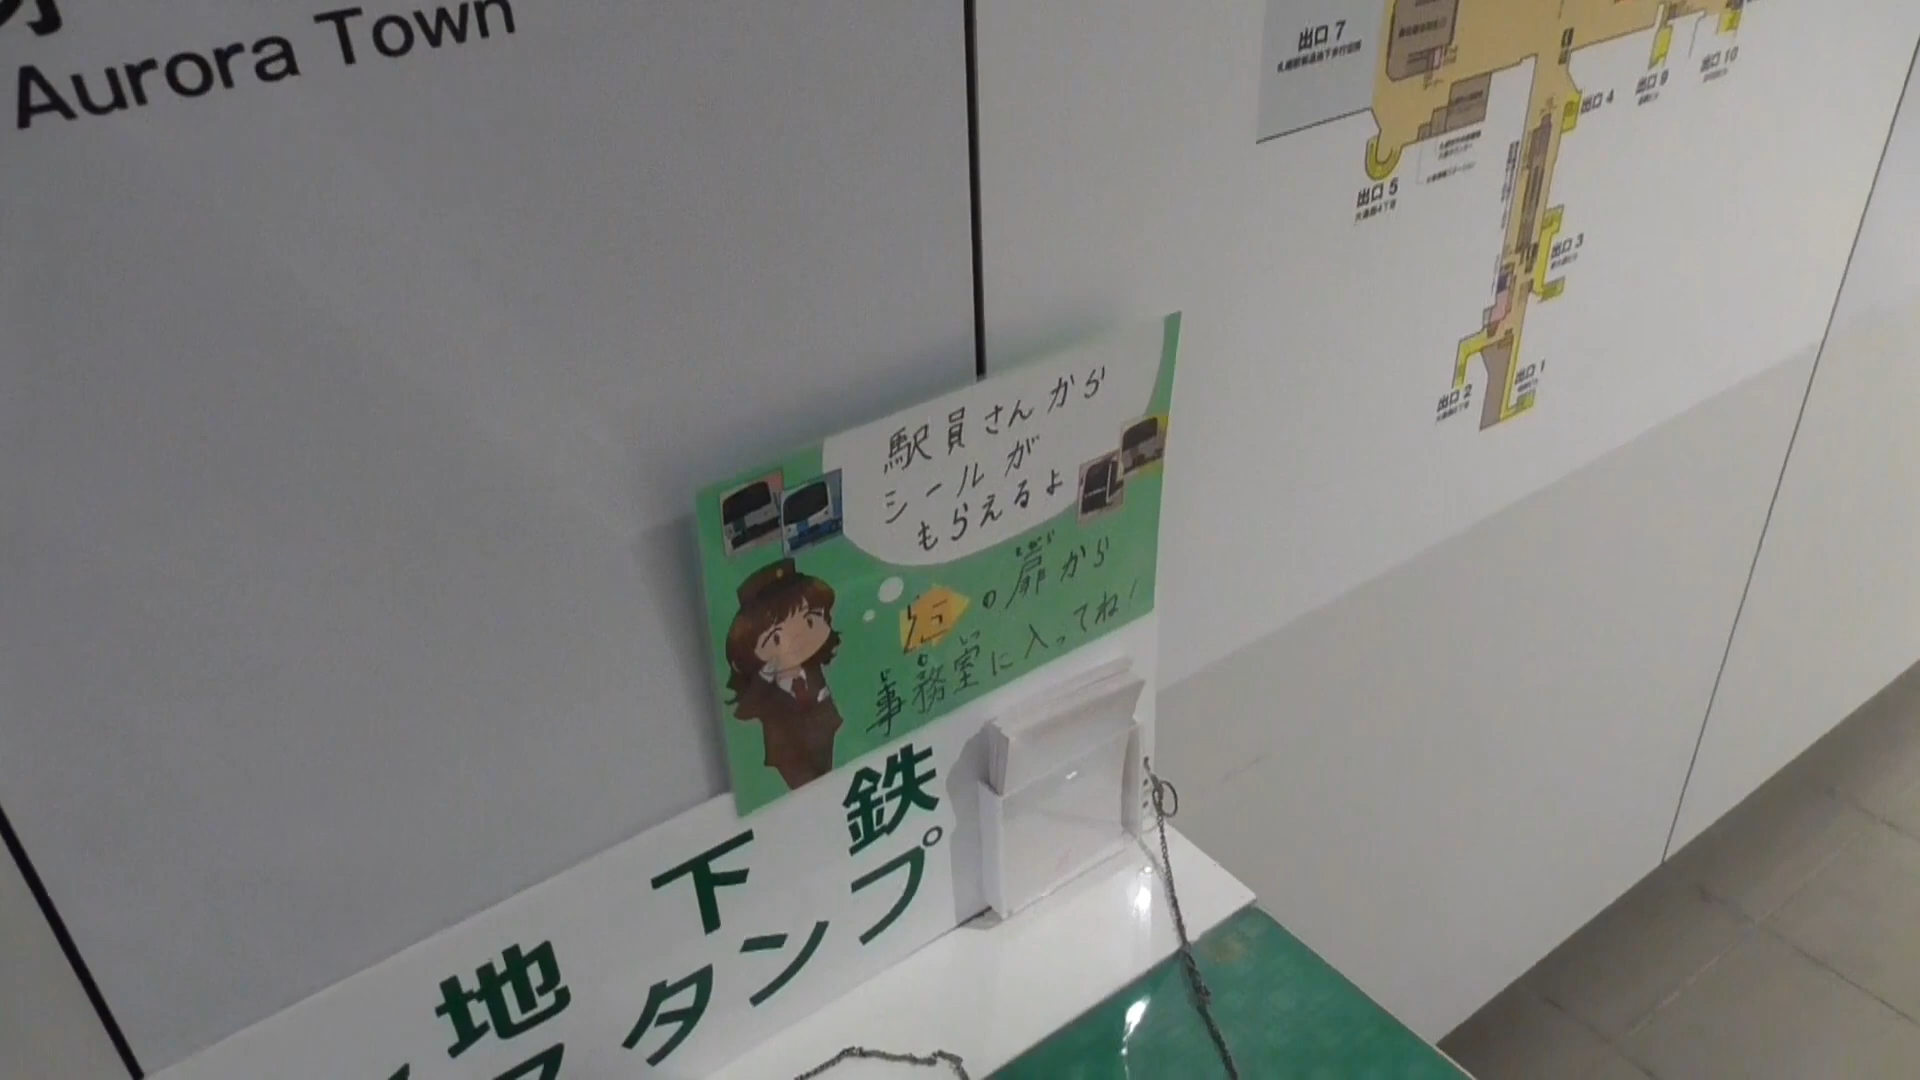 Aurora Town
出口 7
出口 9
出口 10
出口 4
出口 5
出口 3
出口 2
出口 1
駅員さんから
シールが
もらえるよ
の扉から
事務室に入ってね!
地下鉄
スタンプ